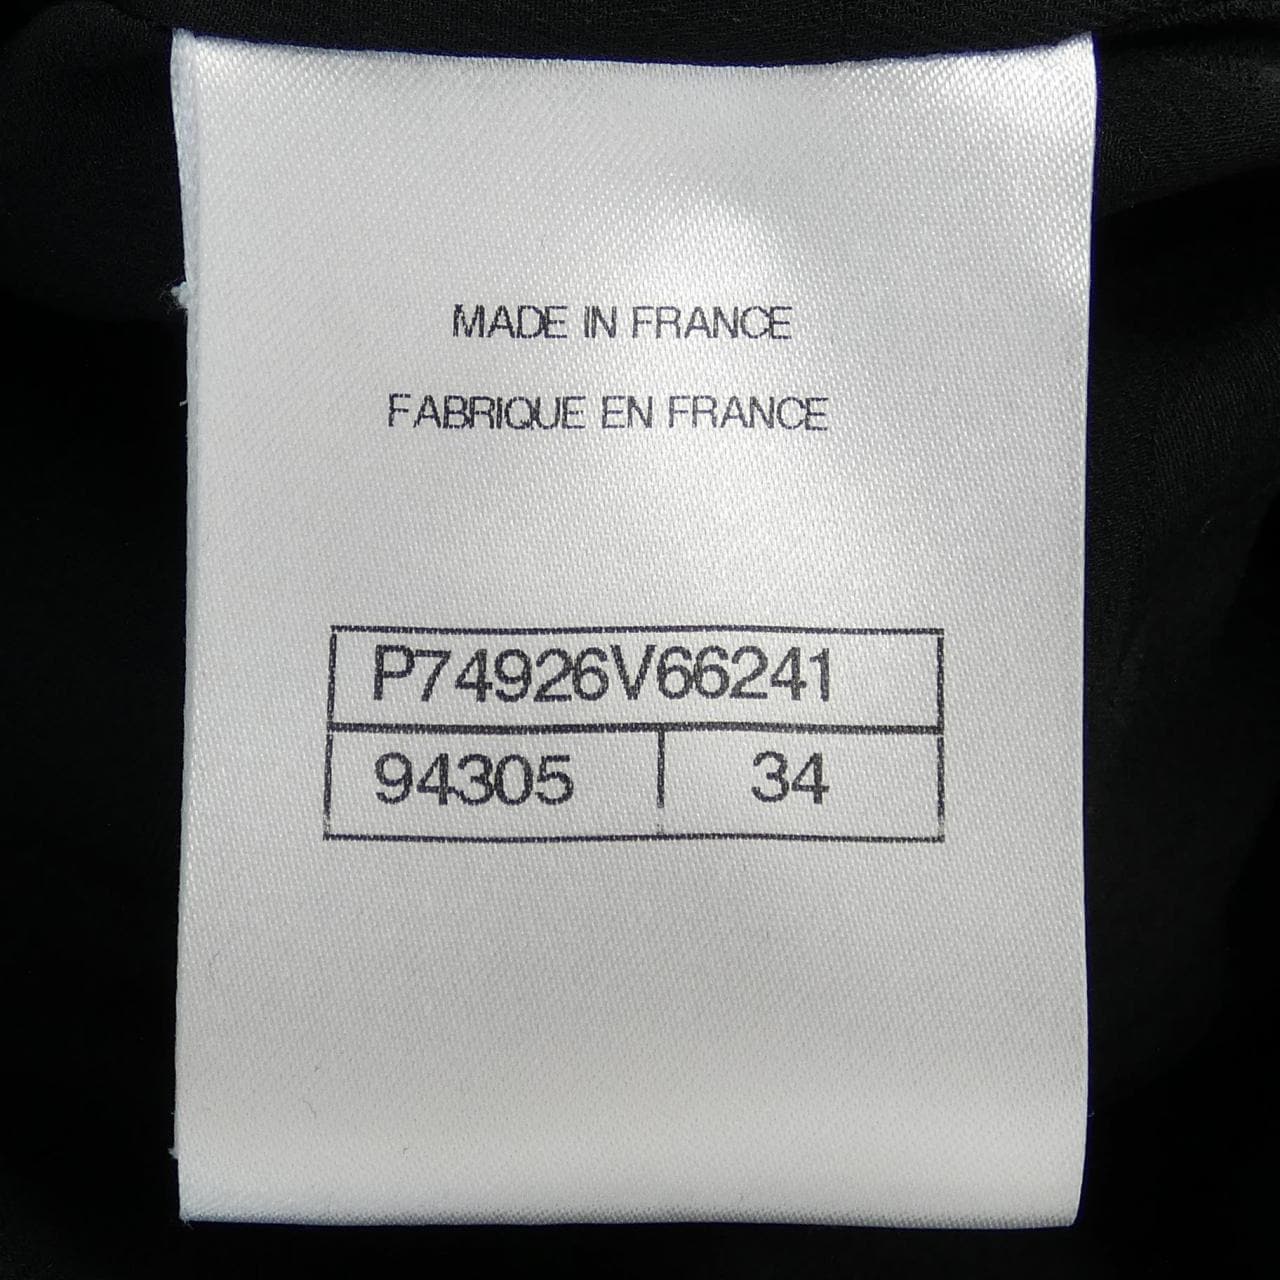 MADE IN FRANCE
FABRIQUE EN FRANCE
P74926V66241
94305 34